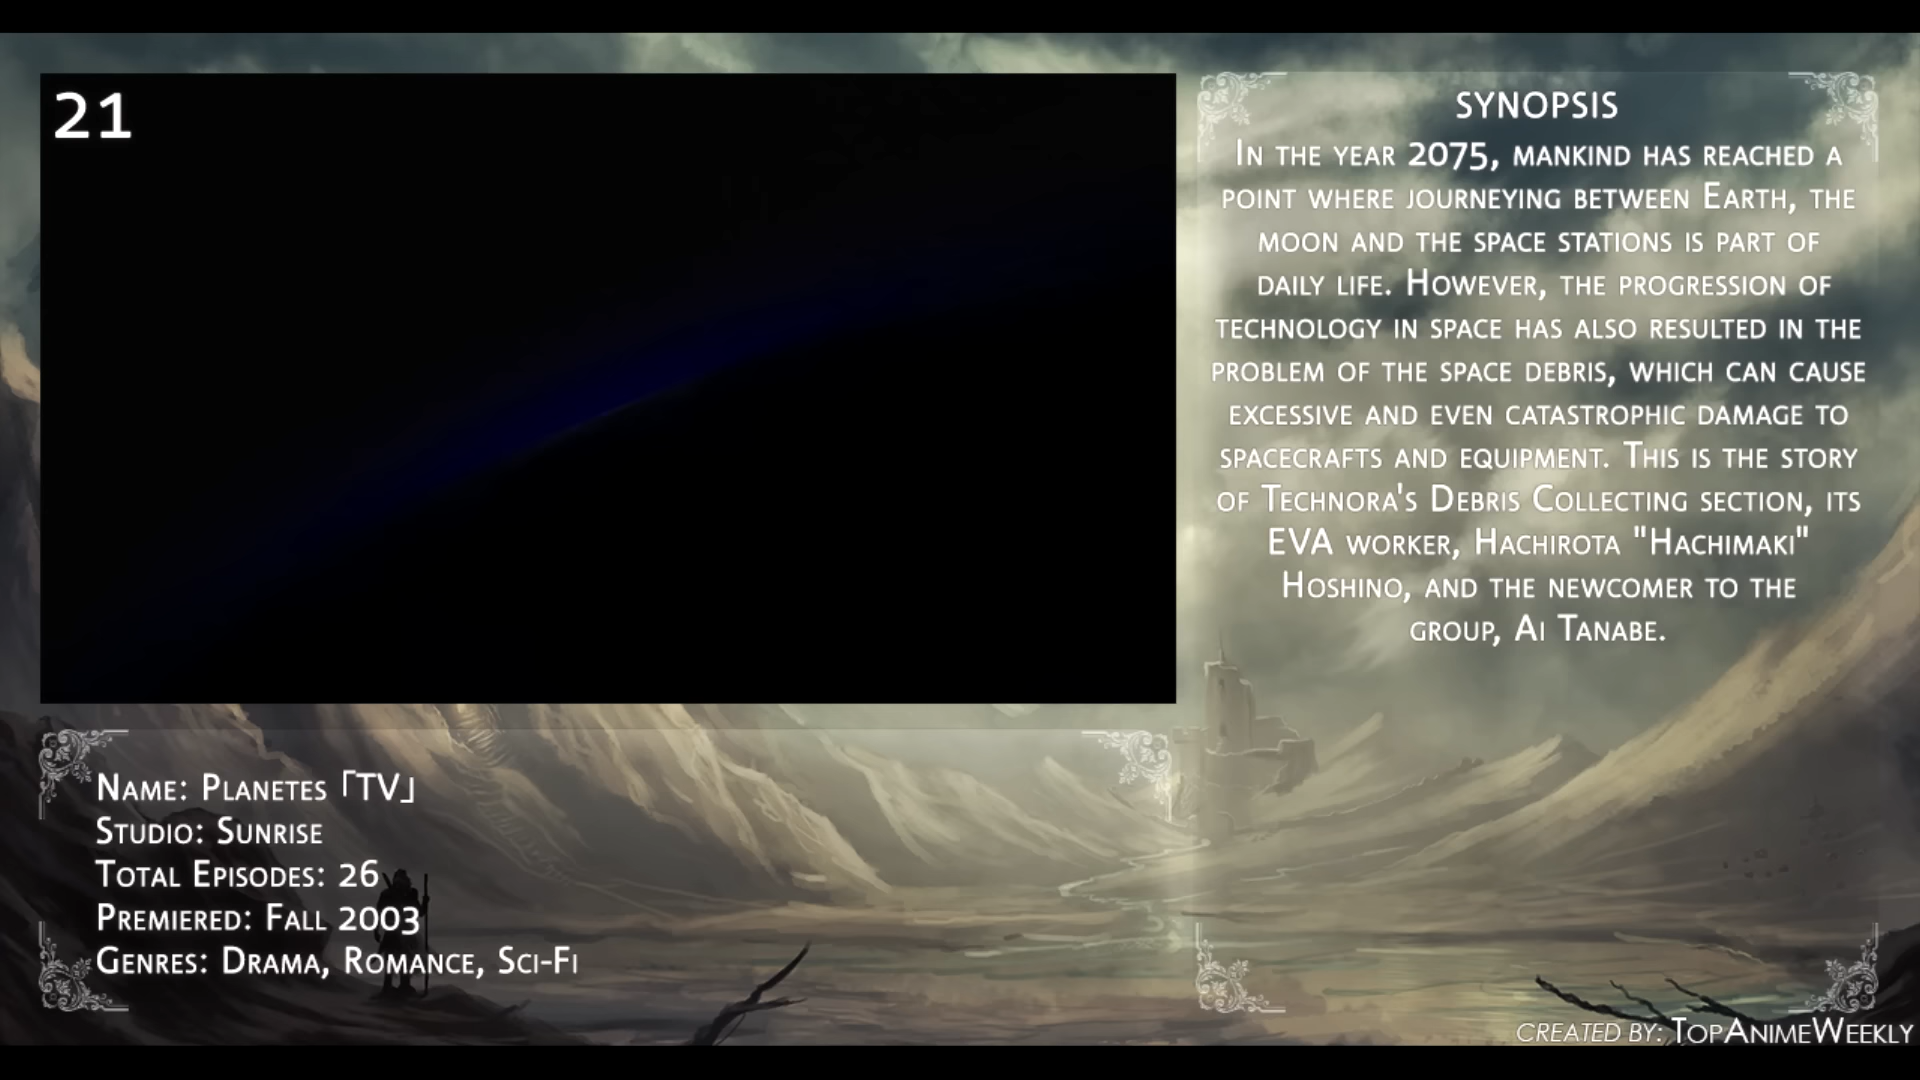 21
SYNOPSIS
In the year 2075, mankind has reached a
point where journeying between Earth, the
moon and the space stations is part of
daily life. However, the progression of
technology in space has also resulted in the
problem of the space debris, which can cause
excessive and even catastrophic damage to
spacecrafts and equipment. This is the story
of Technora's Debris Collecting section, its
EVA worker, Hachirota "Hachimaki"
Hoshino, and the newcomer to the
group, Ai Tanabe.
Name: Planetes 「TV」
Studio: Sunrise
Total Episodes: 26
Premiered: Fall 2003
Genres: Drama, Romance, Sci-Fi
CREATED BY: TopAnimeWeekly